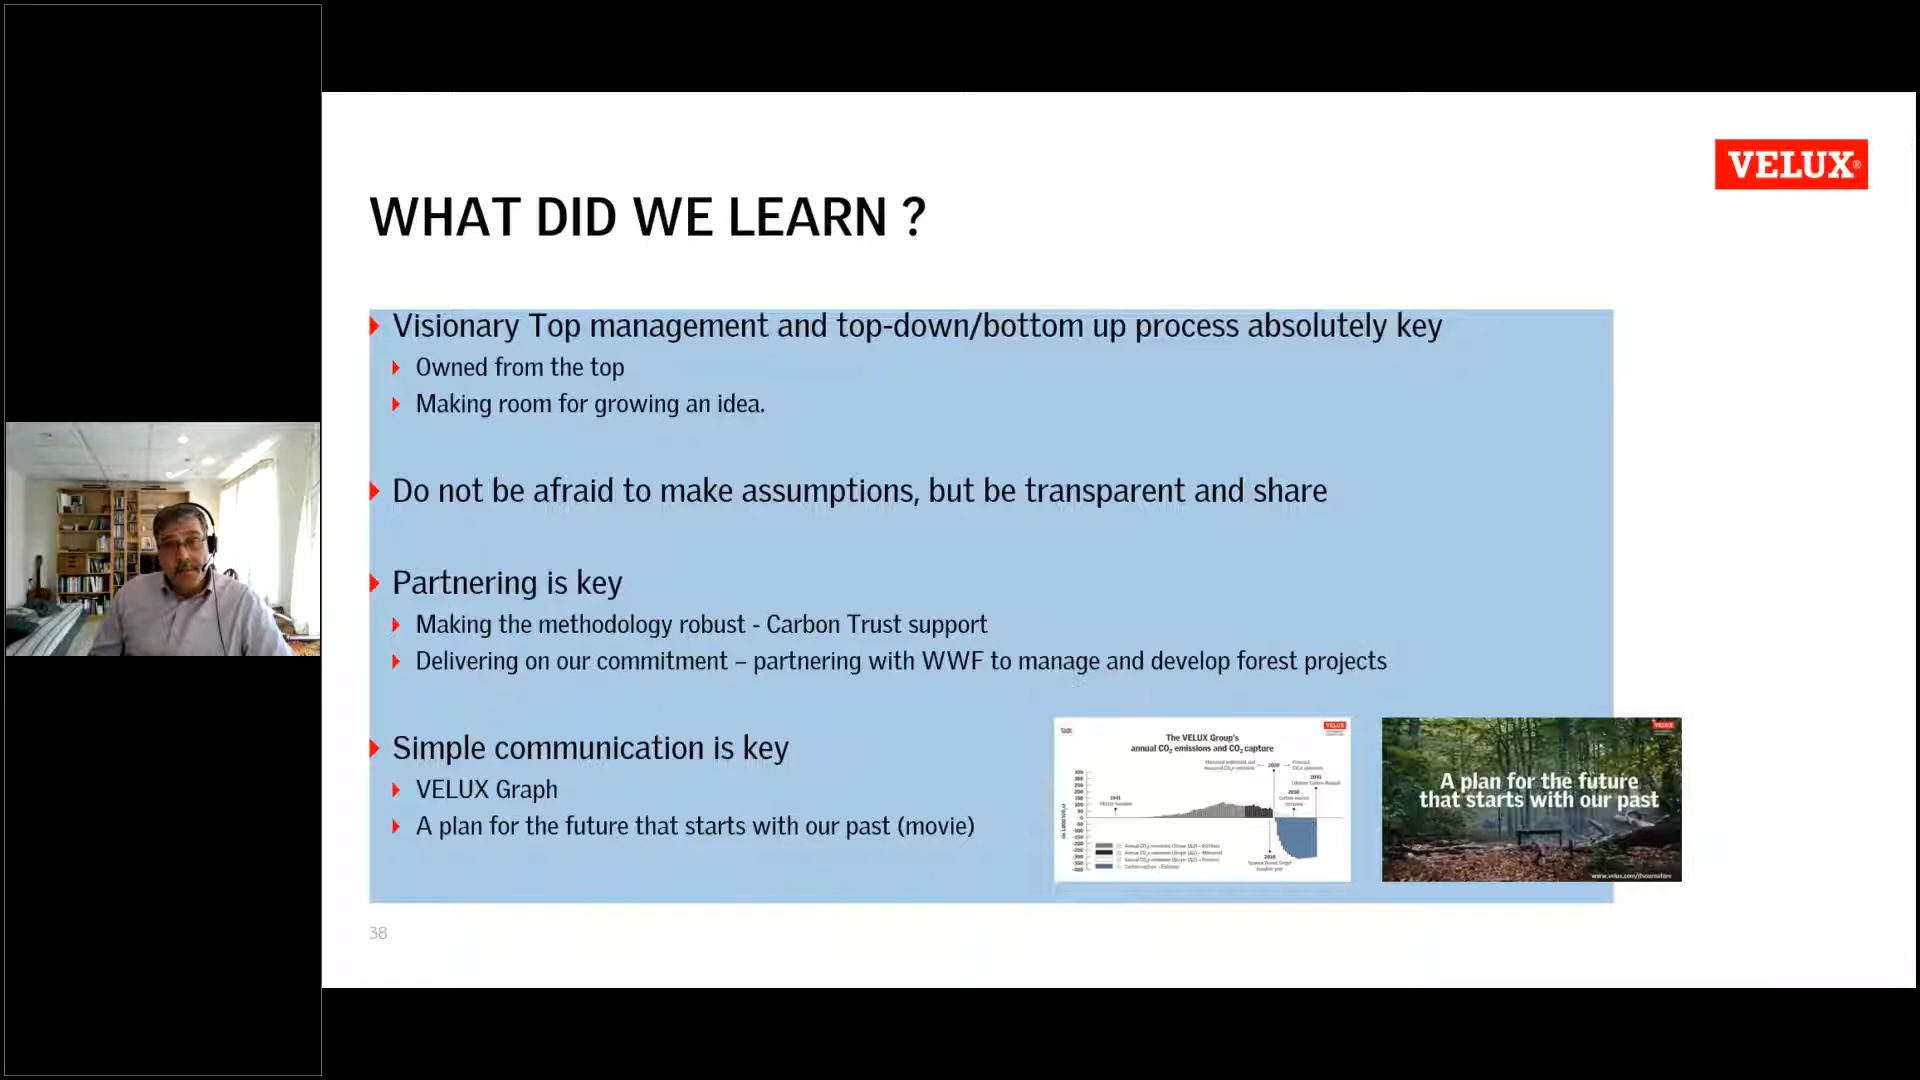 VELUX®
WHAT DID WE LEARN ?
Visionary Top management and top-down/bottom up process absolutely key
Owned from the top
Making room for growing an idea.
Do not be afraid to make assumptions, but be transparent and share
Partnering is key
Making the methodology robust - Carbon Trust support
Delivering on our commitment – partnering with WWF to manage and develop forest projects
Simple communication is key
VELUX Graph
A plan for the future that starts with our past (movie)
VELUX
The VELUX Group's
annual CO₂ emissions and CO₂ capture
2020
1941
2030
VELUX
A plan for the future
that starts with our past
38